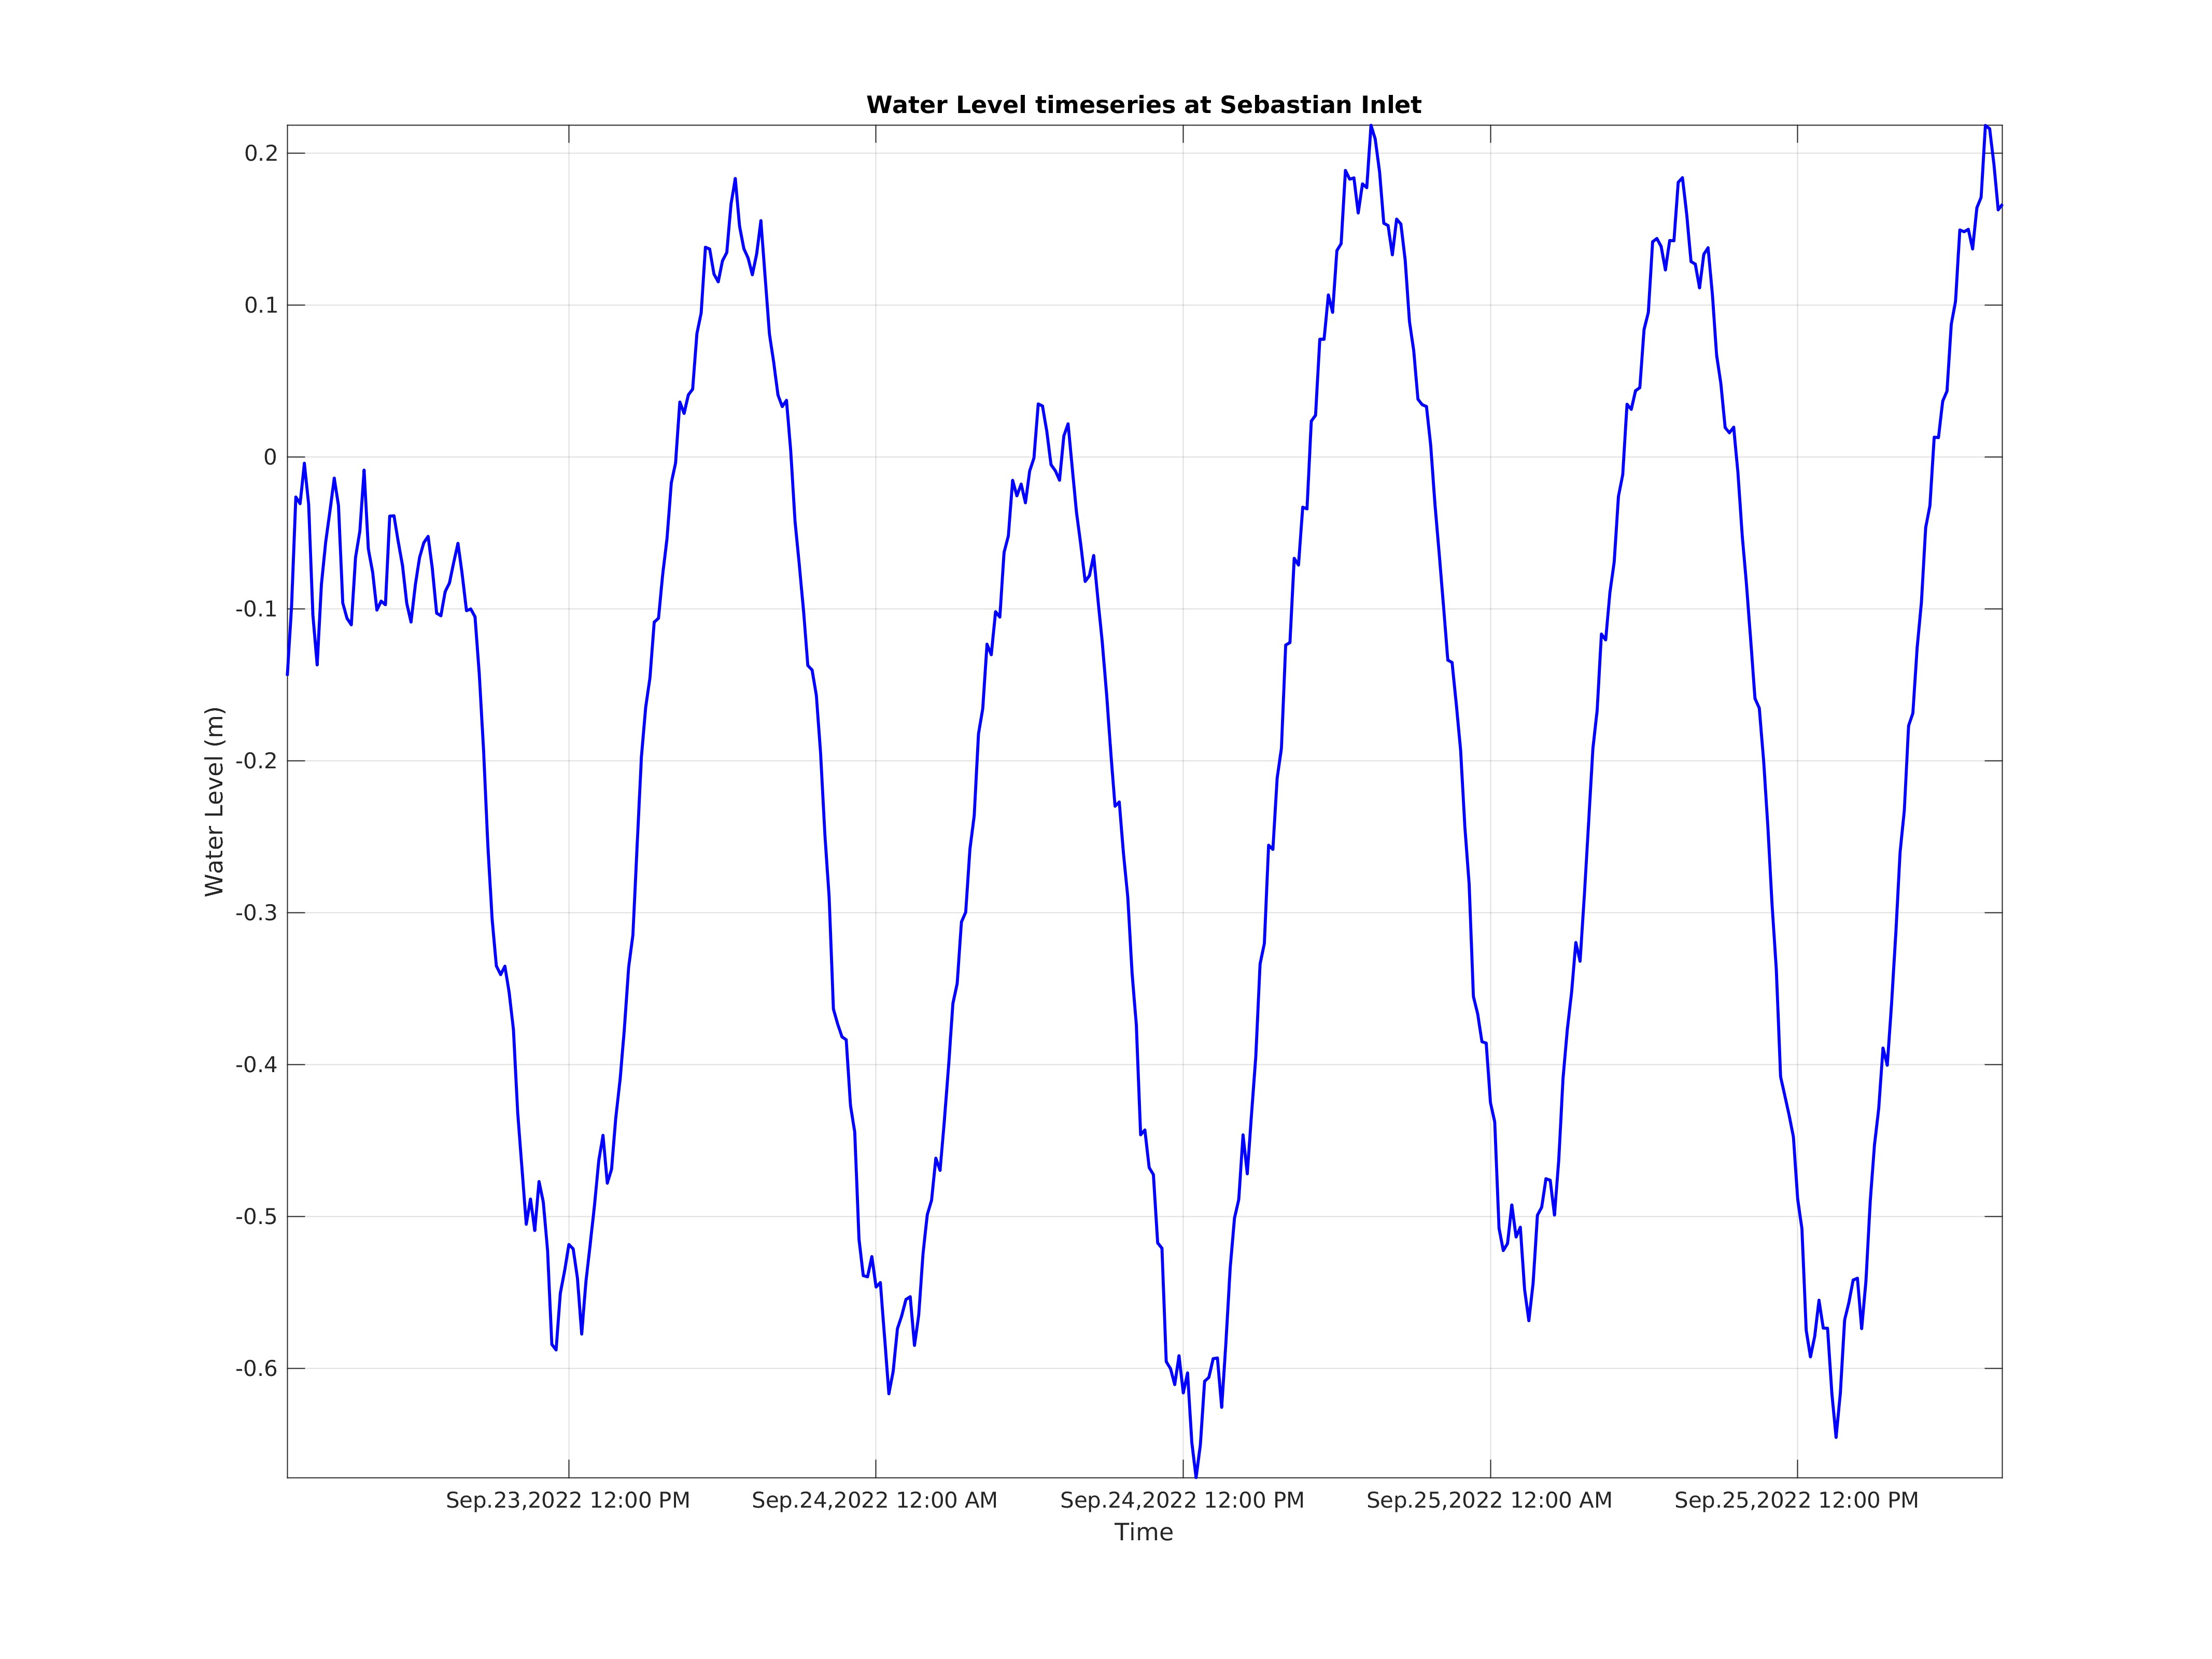 Water Level timeseries at Sebastian Inlet
0.2
0.1
0
-0.1
-0.2
-0.3
-0.4
-0.5
-0.6
Water Level (m)
Sep.23,2022 12:00 PM
Sep.24,2022 12:00 AM
Sep.24,2022 12:00 PM
Sep.25,2022 12:00 AM
Sep.25,2022 12:00 PM
Time